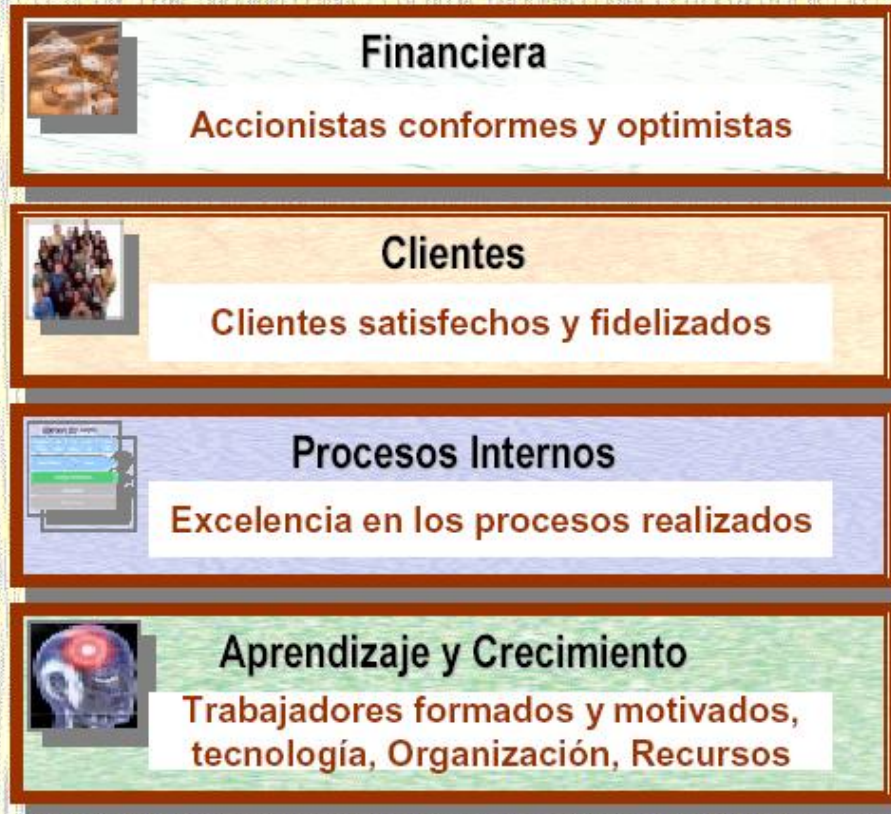 Financiera
Accionistas conformes y optimistas
Clientes
Clientes satisfechos y fidelizados
Procesos Internos
Excelencia en los procesos realizados
Aprendizaje y Crecimiento
Trabajadores formados y motivados,
tecnología, Organización, Recursos